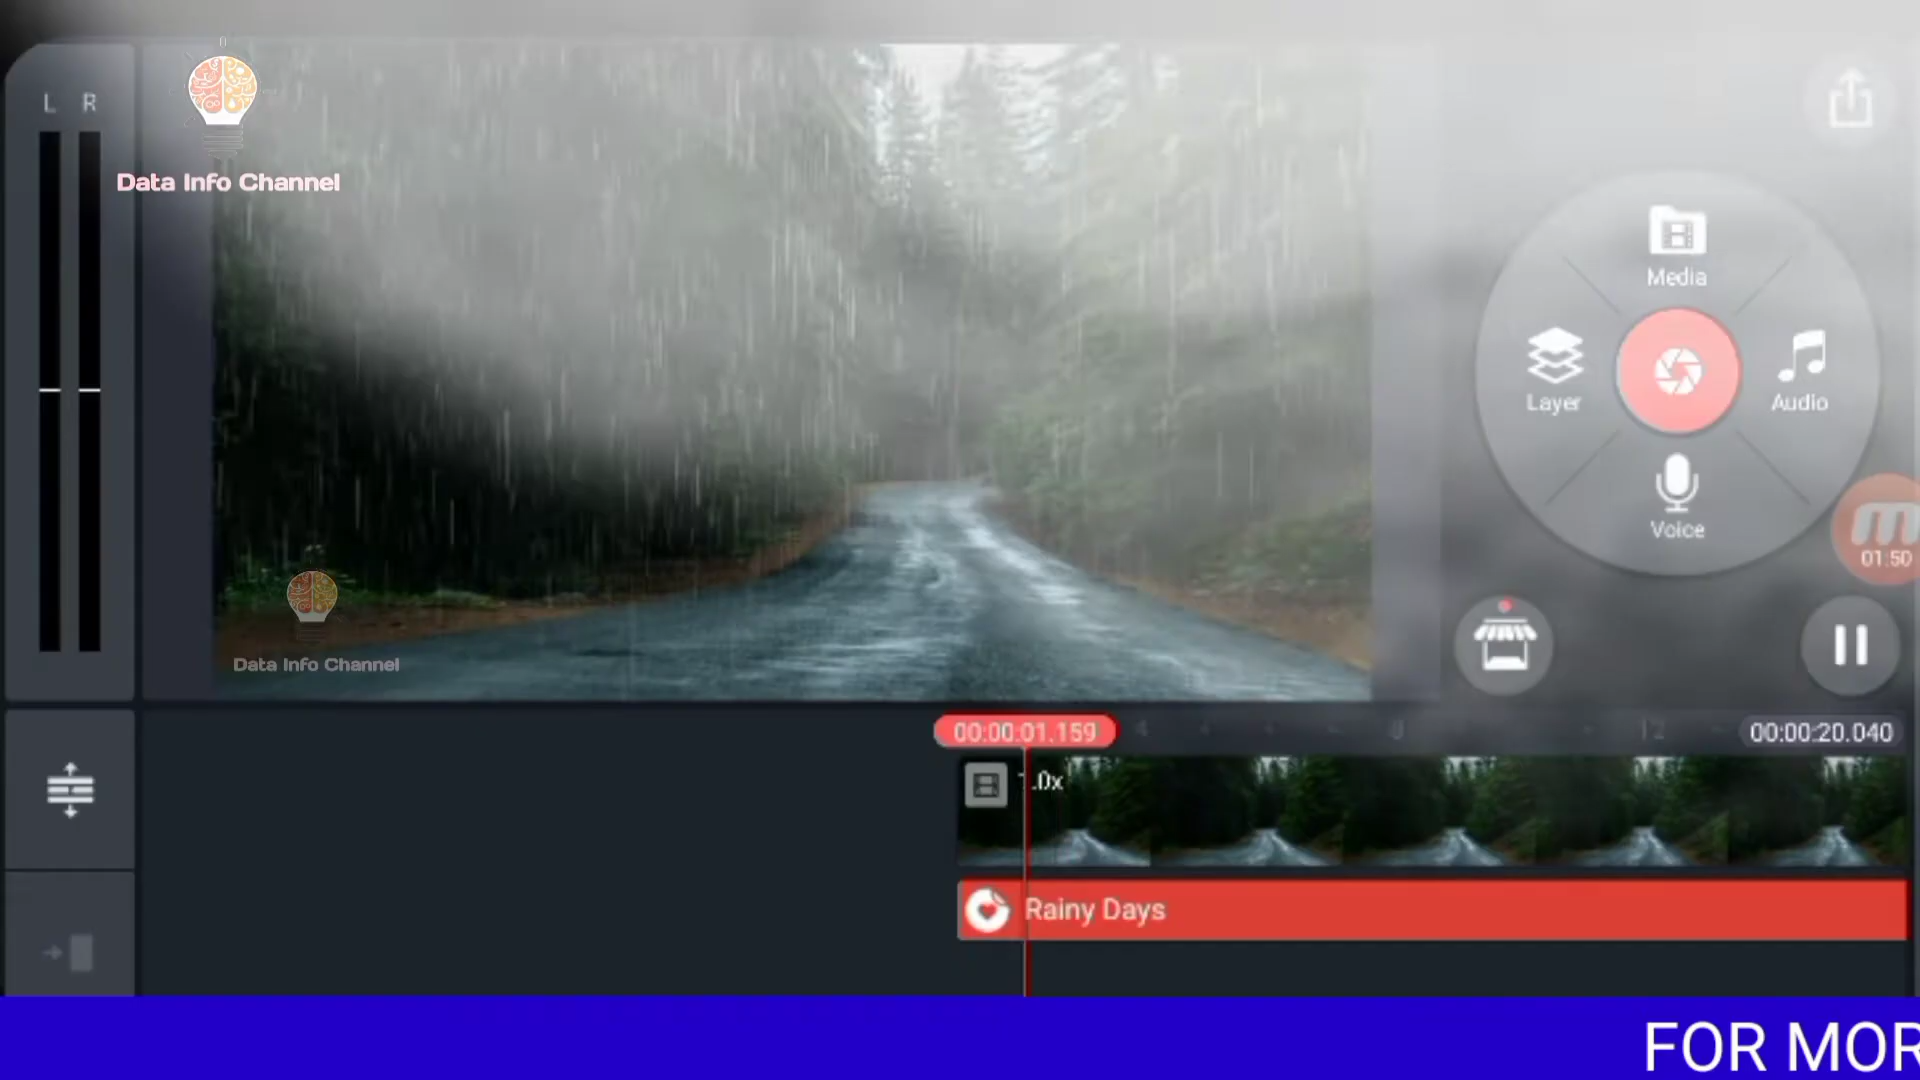 L R
Data Info Channel
Media
Layer
Audio
Voice
01:50
Data Info Channel
00:00:01.159
00:00:20.040
.0x
Rainy Days
FOR MOR